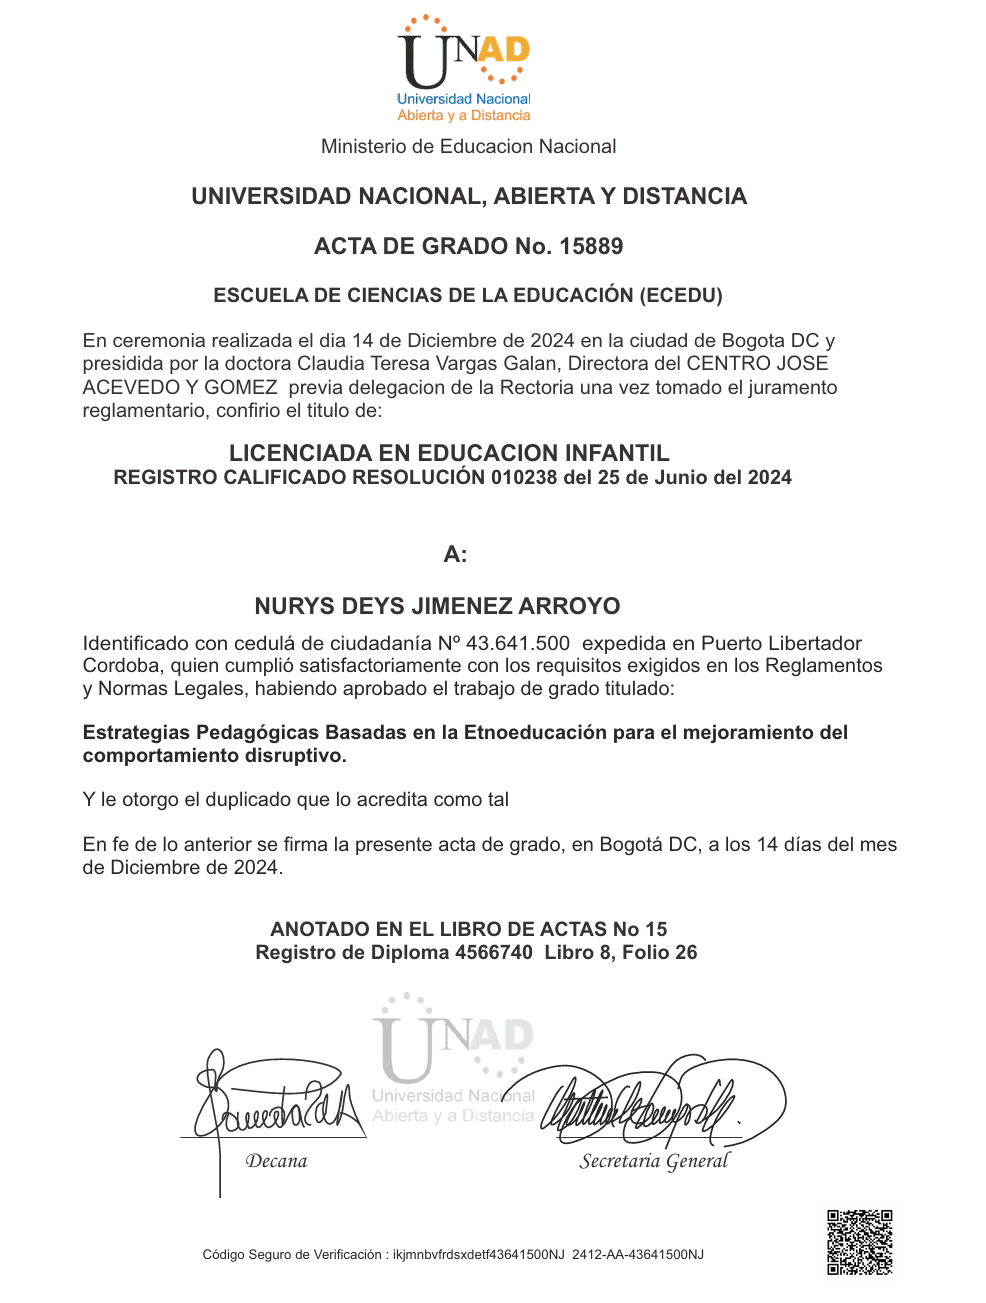 UNAD
Universidad Nacional
Abierta y a Distancia
Ministerio de Educacion Nacional
UNIVERSIDAD NACIONAL, ABIERTA Y DISTANCIA
ACTA DE GRADO No. 15889
ESCUELA DE CIENCIAS DE LA EDUCACIÓN (ECEDU)
En ceremonia realizada el dia 14 de Diciembre de 2024 en la ciudad de Bogota DC y
presidida por la doctora Claudia Teresa Vargas Galan, Directora del CENTRO JOSE
ACEVEDO Y GOMEZ  previa delegacion de la Rectoria una vez tomado el juramento
reglamentario, confirio el titulo de:
LICENCIADA EN EDUCACION INFANTIL
REGISTRO CALIFICADO RESOLUCIÓN 010238 del 25 de Junio del 2024
A:
NURYS DEYS JIMENEZ ARROYO
Identificado con cedulá de ciudadanía Nº 43.641.500  expedida en Puerto Libertador
Cordoba, quien cumplió satisfactoriamente con los requisitos exigidos en los Reglamentos
y Normas Legales, habiendo aprobado el trabajo de grado titulado:
Estrategias Pedagógicas Basadas en la Etnoeducación para el mejoramiento del
comportamiento disruptivo.
Y le otorgo el duplicado que lo acredita como tal
En fe de lo anterior se firma la presente acta de grado, en Bogotá DC, a los 14 días del mes
de Diciembre de 2024.
ANOTADO EN EL LIBRO DE ACTAS No 15
Registro de Diploma 4566740  Libro 8, Folio 26
UNAD
Universidad Nacional
Abierta y a Distancia
Decana
Secretaria General
Código Seguro de Verificación : ikjmnbvfrdsxdetf43641500NJ  2412-AA-43641500NJ